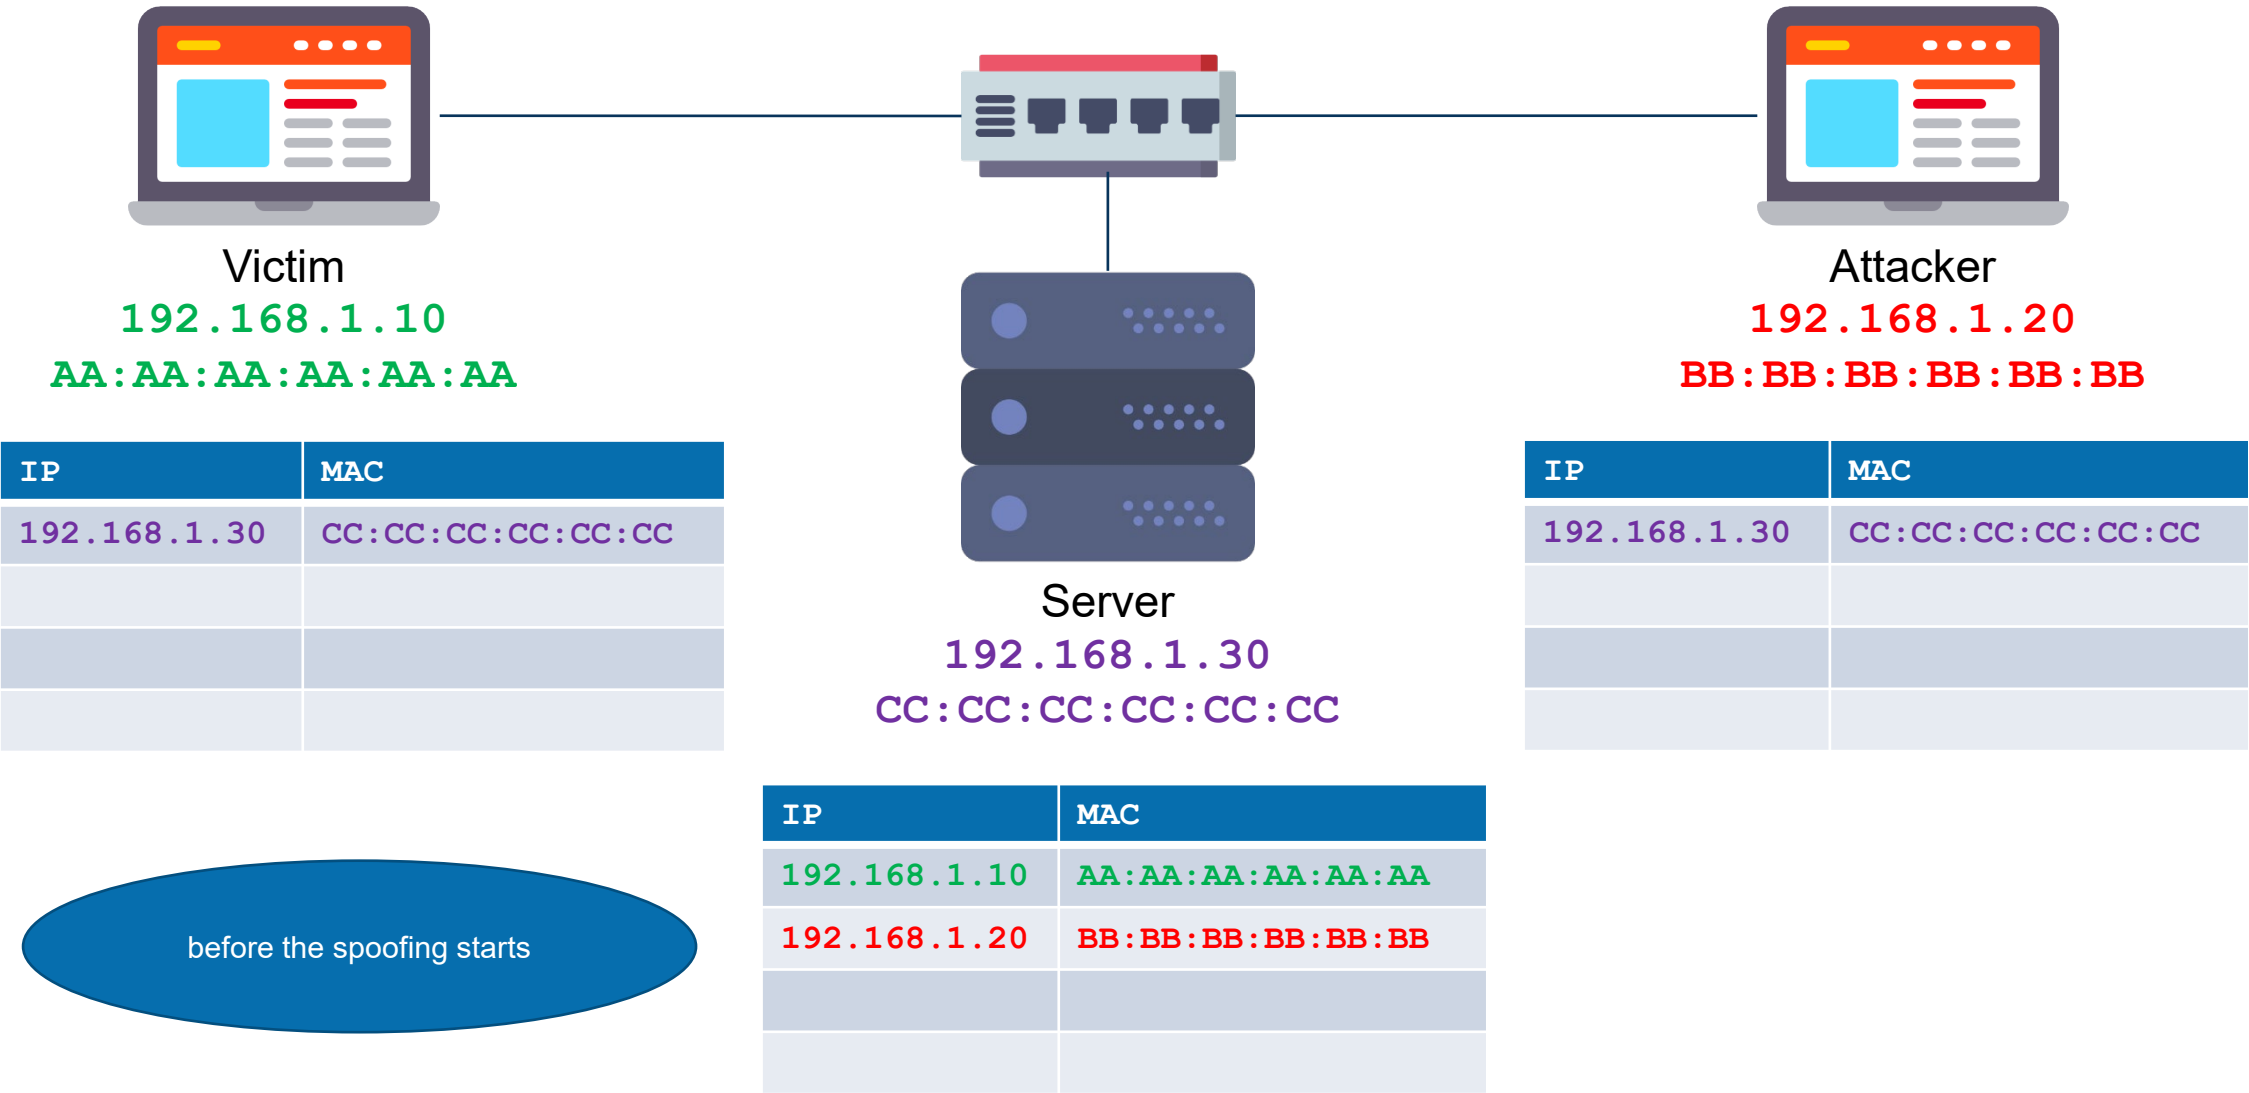 Victim
192.168.1.10
AA:AA:AA:AA:AA:AA
Attacker
192.168.1.20
BB:BB:BB:BB:BB:BB
IP MAC
192.168.1.30 CC:CC:CC:CC:CC:CC
IP MAC
192.168.1.30 CC:CC:CC:CC:CC:CC
Server
192.168.1.30
CC:CC:CC:CC:CC:CC
IP MAC
192.168.1.10 AA:AA:AA:AA:AA:AA
192.168.1.20 BB:BB:BB:BB:BB:BB
before the spoofing starts